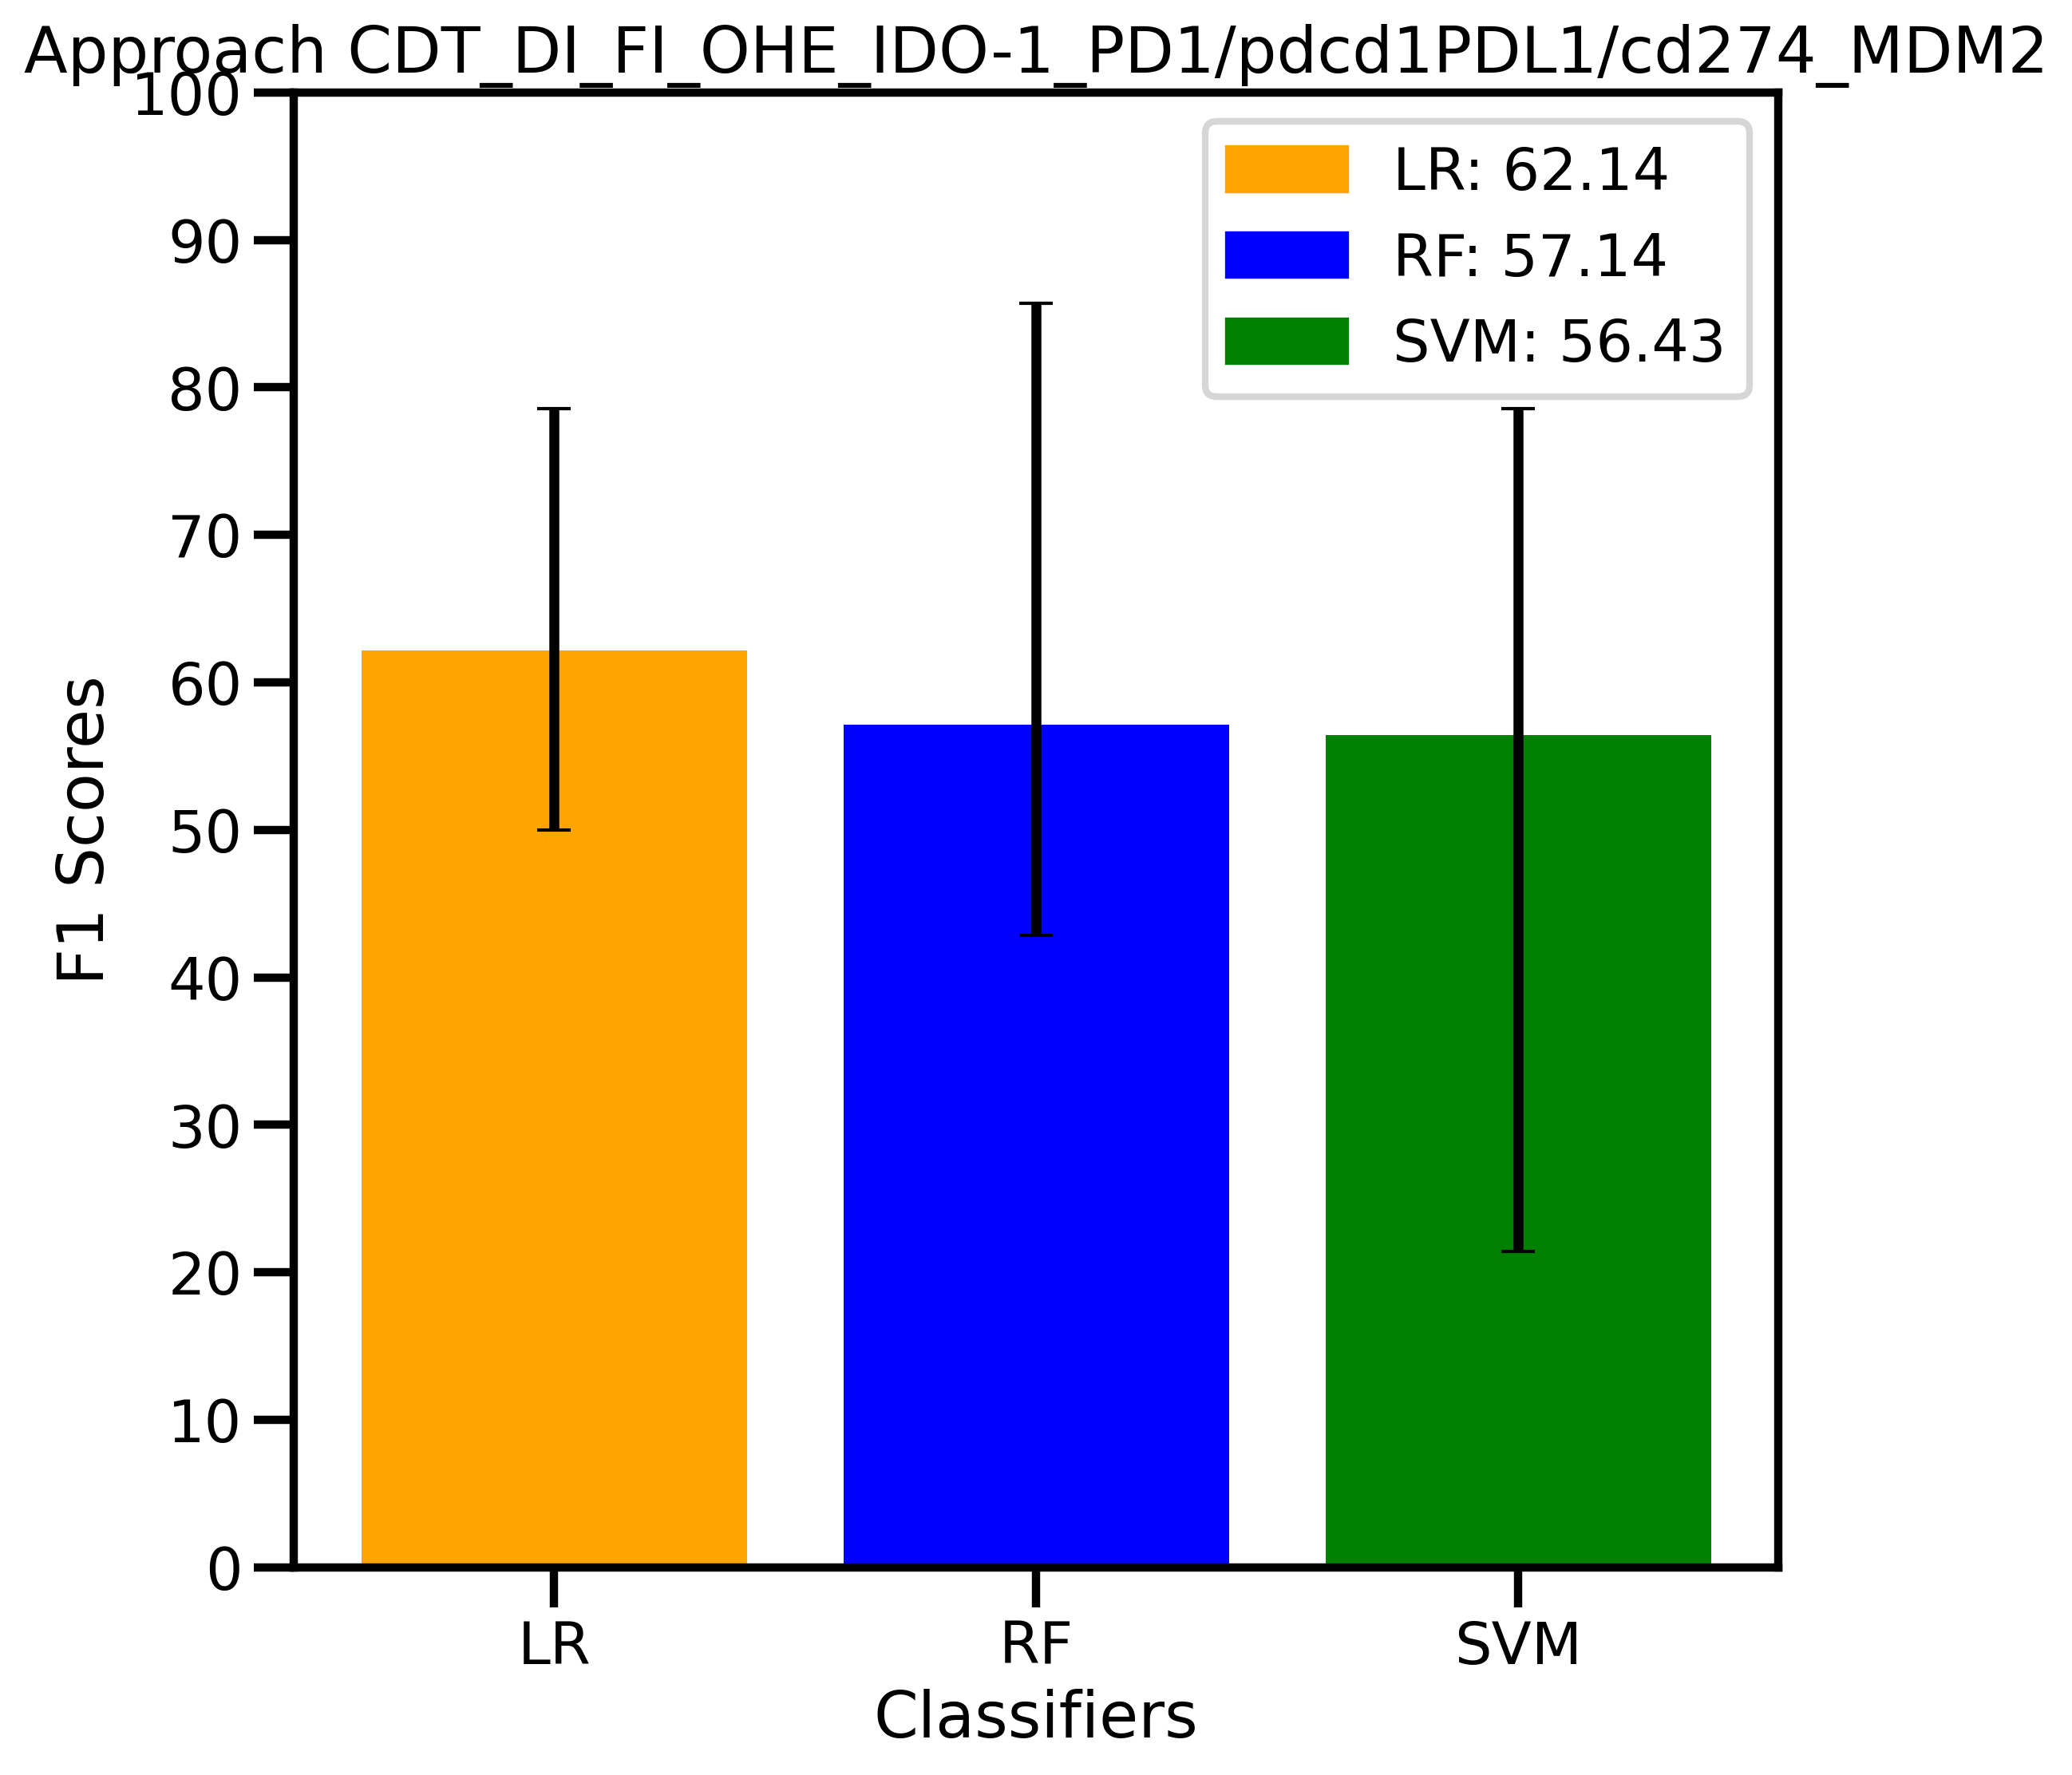 Approach CDT_DI_FI_OHE_IDO-1_PD1/pdcd1PDL1/cd274_MDM2
100
90
80
70
60
50
40
30
20
10
0
F1 Scores
LR: 62.14
RF: 57.14
SVM: 56.43
LR
RF
SVM
Classifiers